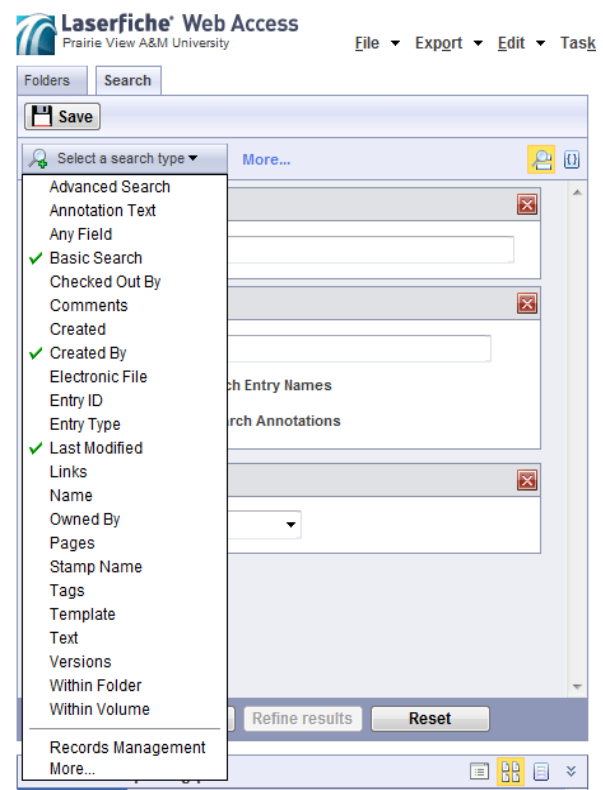 Laserfiche® Web Access
Prairie View A&M University
File Export Edit Task
Folders Search
Save
Select a search type More...
Advanced Search
Annotation Text
Any Field
Basic Search
Checked Out By
Comments
Created
Created By
Electronic File
ch Entry Names
Entry ID
Entry Type
rch Annotations
Last Modified
Links
Name
Owned By
Pages
Stamp Name
Tags
Template
Text
Versions
Within Folder
Within Volume
Refine results Reset
Records Management
More...